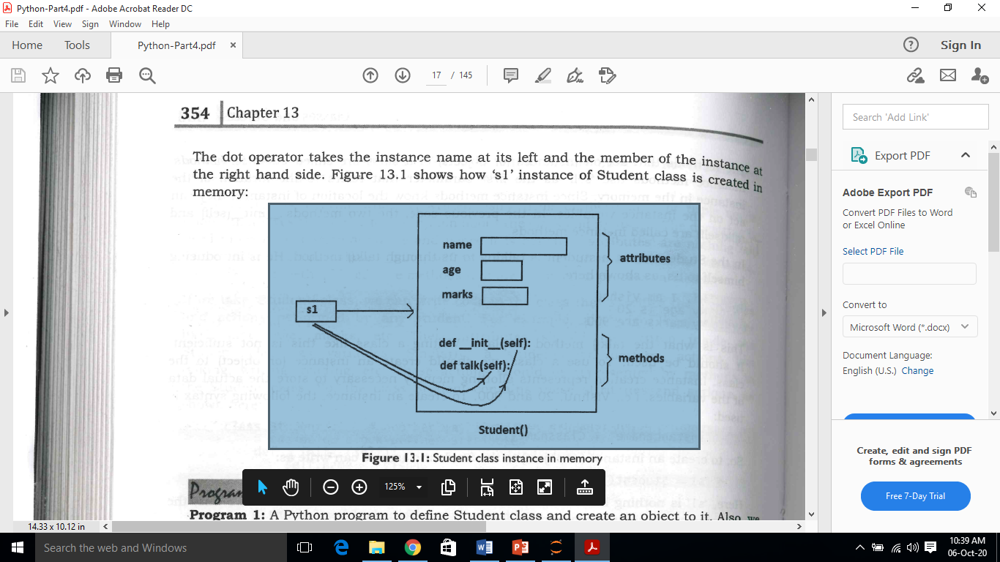 Python-Part4.pdf - Adobe Acrobat Reader DC
File Edit View Sign Window Help
Home Tools Python-Part4.pdf × Sign In
17 / 145
Search 'Add Link'
354 Chapter 13
The dot operator takes the instance name at its left and the member of the instance at
the right hand side. Figure 13.1 shows how ‘s1’ instance of Student class is created in
memory:
name
age
attributes
marks
s1
def __init__(self):
methods
def talk(self):
Student()
Figure 13.1: Student class instance in memory
Program 1: A Python program to define Student class and create an object to it. Also, we
125%
14.33 x 10.12 in
Export PDF
Adobe Export PDF
Convert PDF Files to Word
or Excel Online
Select PDF File
Convert to
Microsoft Word (*.docx)
Document Language:
English (U.S.) Change
Create, edit and sign PDF
forms & agreements
Free 7-Day Trial
Search the web and Windows
10:39 AM
06-Oct-20